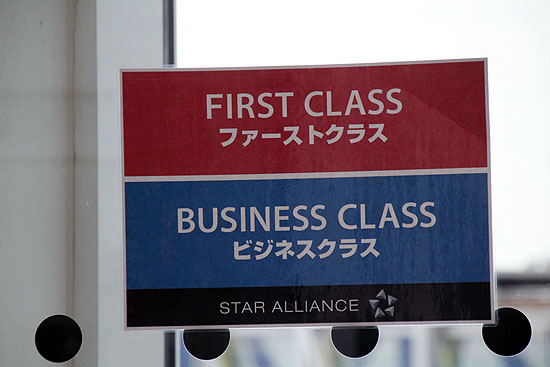 FIRST CLASS
ファーストクラス
BUSINESS CLASS
ビジネスクラス
STAR ALLIANCE